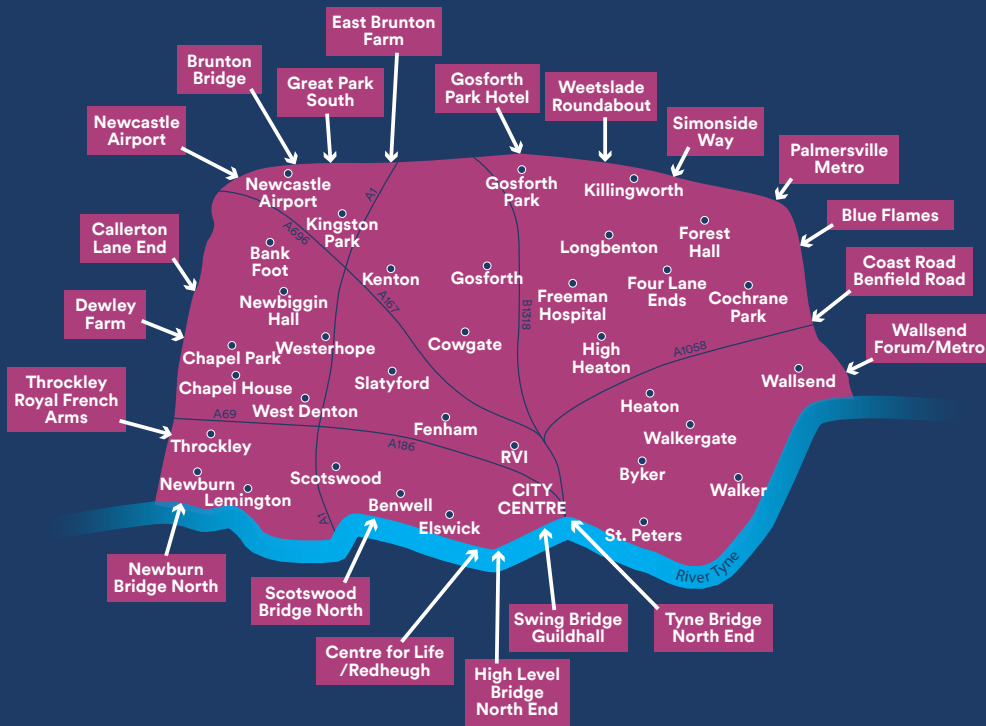 East Brunton
Farm
Brunton
Bridge
Great Park
South
Gosforth
Park Hotel
Weetslade
Roundabout
Newcastle
Airport
Simonside
Way
Palmersville
Metro
Blue Flames
Callerton
Lane End
Coast Road
Benfield Road
Dewley
Farm
Wallsend
Forum/Metro
Throckley
Royal French
Arms
Newcastle
Airport
Gosforth
Park
Killingworth
A1
Kingston
Park
A696
Bank
Foot
Longbenton
Forest
Hall
Kenton
Gosforth
Newbiggin
Hall
A167
B1318
Freeman
Hospital
Four Lane
Ends
Cochrane
Park
Chapel Park
Westerhope
Cowgate
High
Heaton
A1058
Chapel House
Slatyford
Wallsend
West Denton
Heaton
A69
Fenham
Walkergate
Throckley
A186
RVI
Byker
Newburn
Lemington
Scotswood
Benwell
Elswick
CITY
CENTRE
Walker
St. Peters
A1
River Tyne
Newburn
Bridge North
Scotswood
Bridge North
Centre for Life
/Redheugh
High Level
Bridge
North End
Swing Bridge
Guildhall
Tyne Bridge
North End